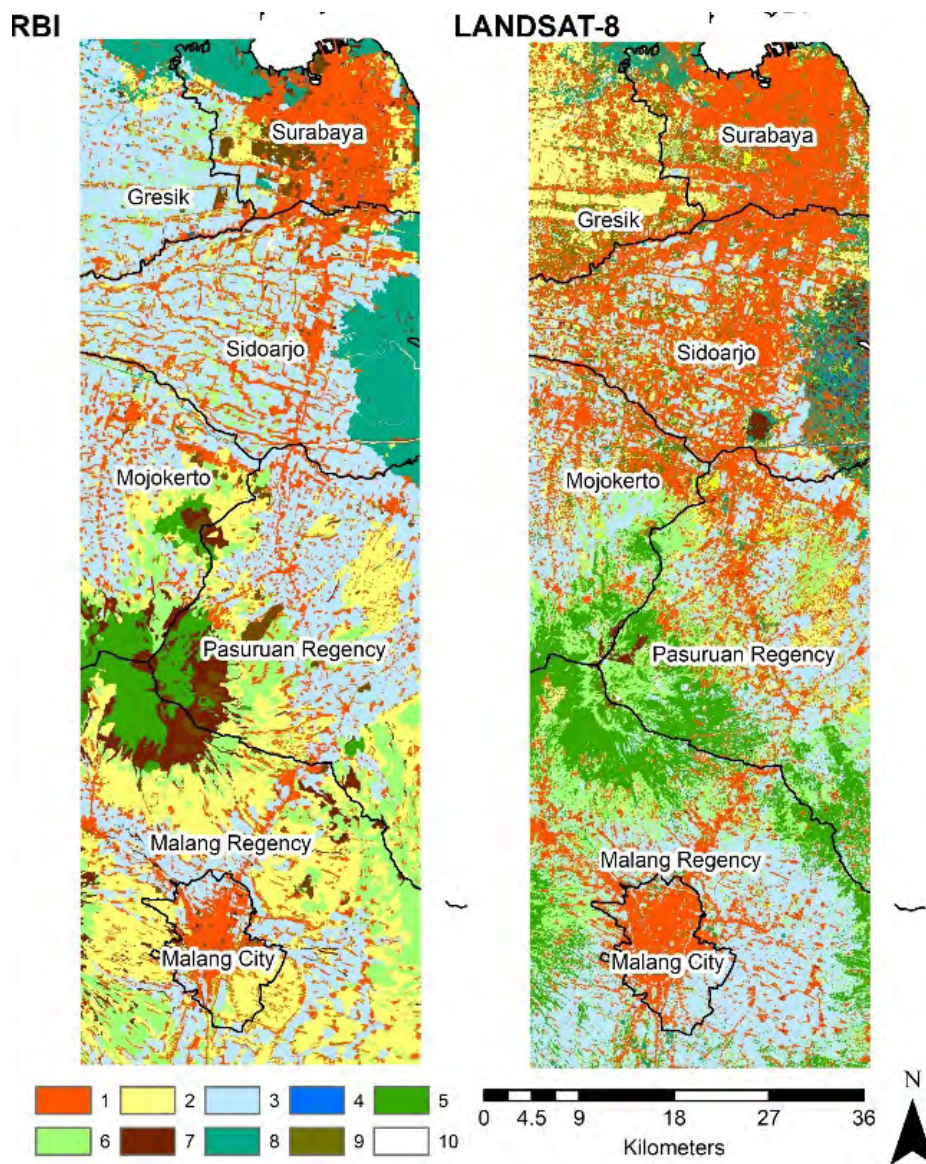 RBI
LANDSAT-8
Surabaya
Gresik
Sidoarjo
Mojokerto
Pasuruan Regency
Malang Regency
Malang City
Surabaya
Gresik
Sidoarjo
Mojokerto
Pasuruan Regency
Malang Regency
Malang City
1 2 3 4 5
6 7 8 9 10
0 4.5 9 18 27 36
Kilometers
N